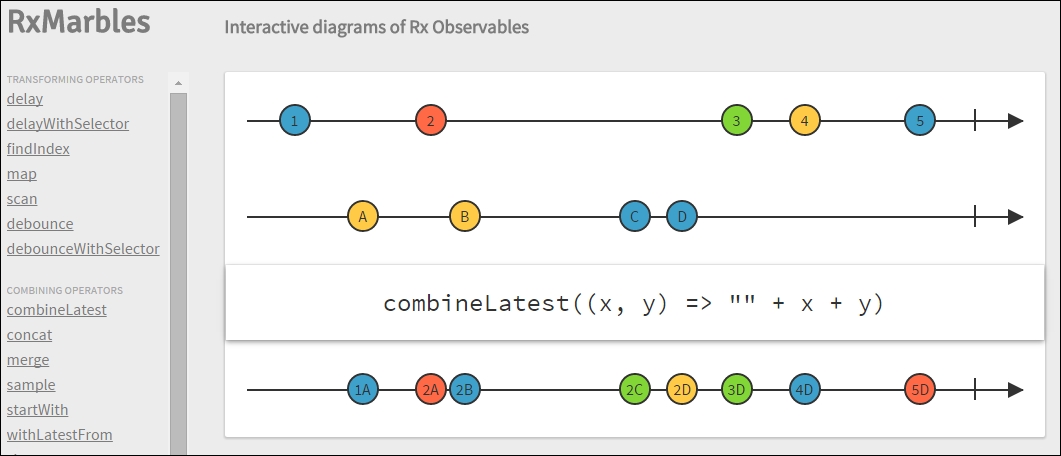 RxMarbles
Interactive diagrams of Rx Observables
TRANSFORMING OPERATORS
delay
delayWithSelector
findIndex
map
scan
debounce
debounceWithSelector
COMBINING OPERATORS
combineLatest
concat
merge
sample
startWith
withLatestFrom
1 2 3 4 5
A B C D
combineLatest((x, y) => "" + x + y)
1A 2A 2B 2C 2D 3D 4D 5D